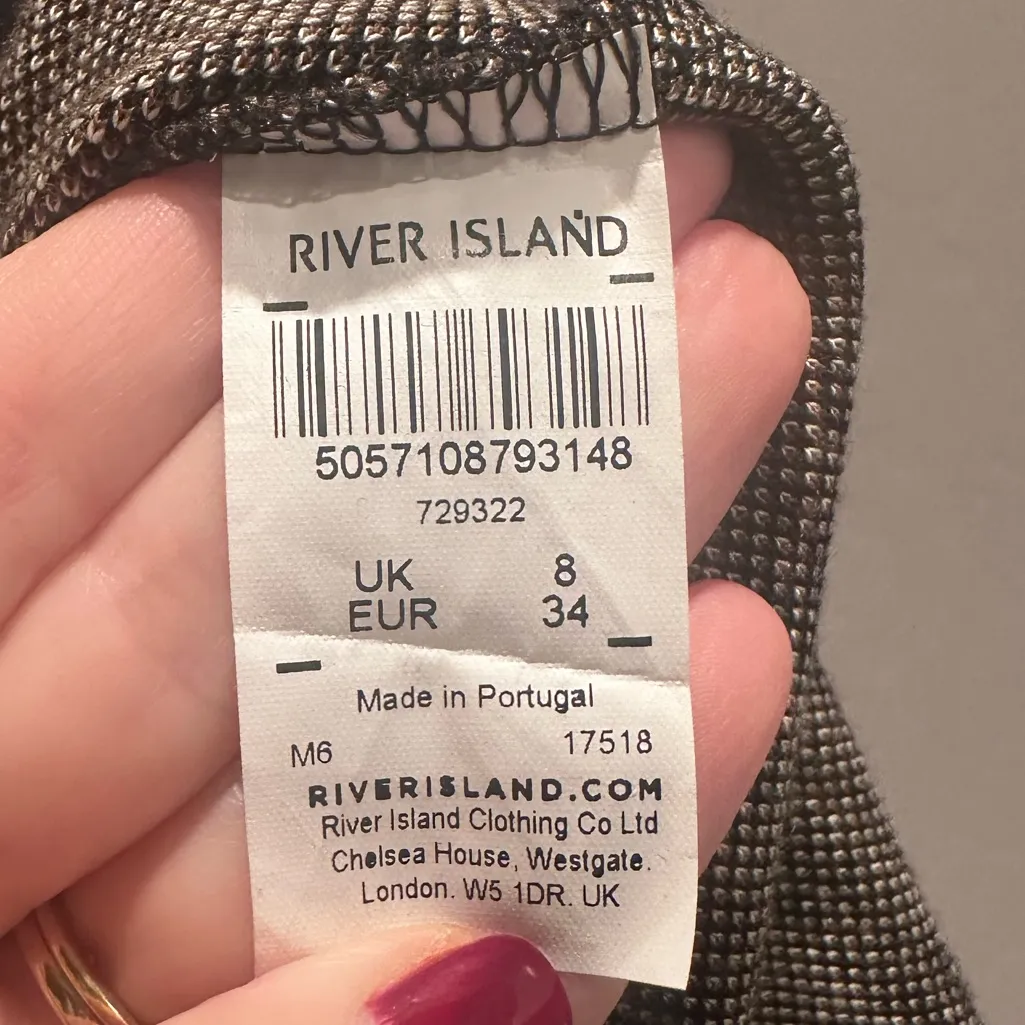 RIVER ISLAND
5057108793148
729322
UK 8
EUR 34
Made in Portugal
M6 17518
RIVERISLAND.COM
River Island Clothing Co Ltd
Chelsea House, Westgate.
London. W5 1DR. UK